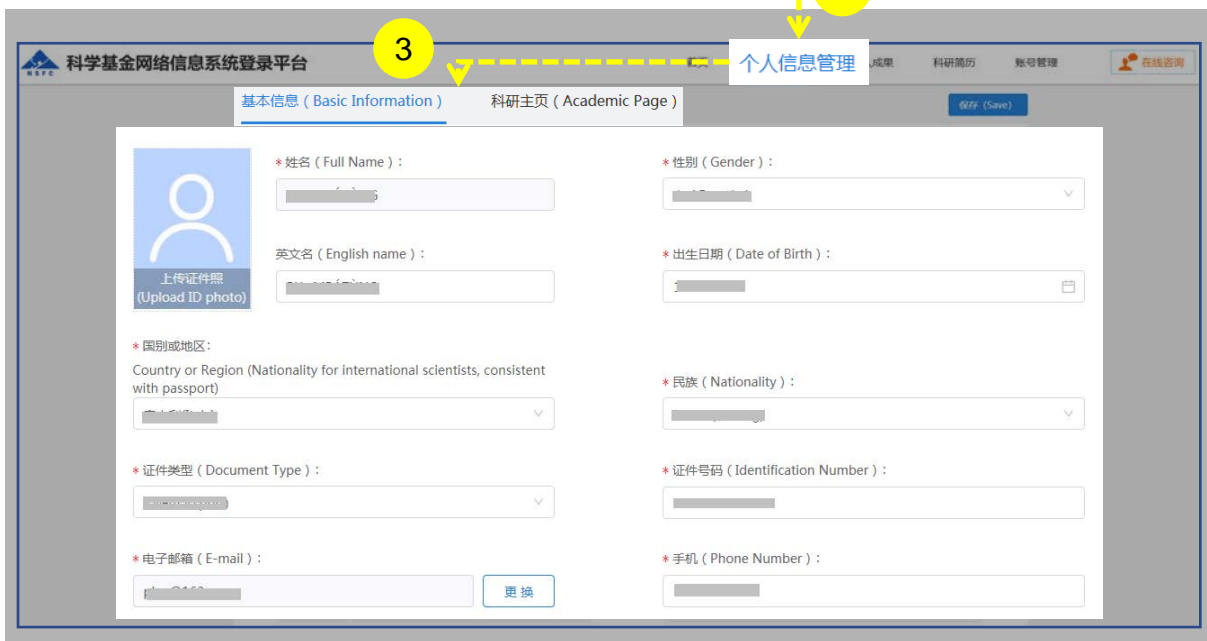 3
NSFC
科学基金网络信息系统登录平台
个人信息管理
成果
科研简历
账号管理
在线咨询
基本信息（Basic Information）
科研主页（Academic Page）
保存 (Save)
* 姓名（Full Name）:
* 性别（Gender）:
上传证件照
(Upload ID photo)
英文名（English name）:
* 出生日期（Date of Birth）:
* 国别或地区:
Country or Region (Nationality for international scientists, consistent
with passport)
* 民族（Nationality）:
* 证件类型（Document Type）:
* 证件号码（Identification Number）:
* 电子邮箱（E-mail）:
更 换
* 手机（Phone Number）: